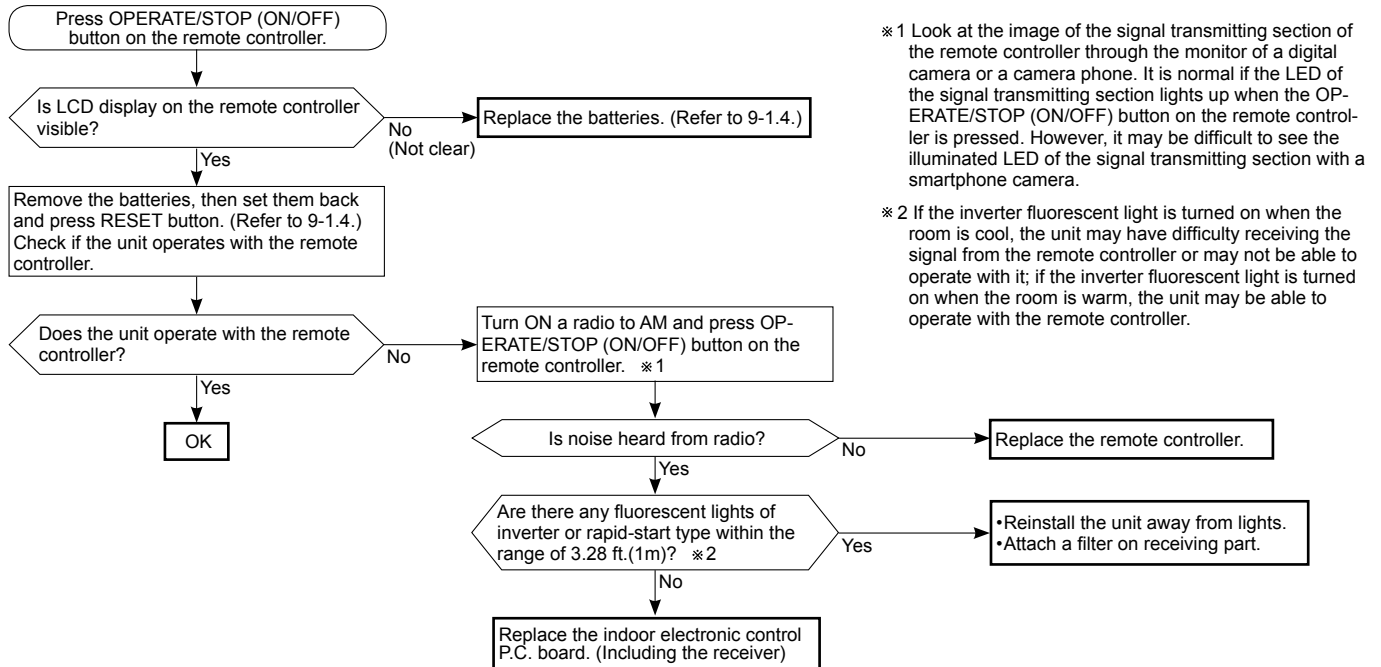 Press OPERATE/STOP (ON/OFF)
button on the remote controller.
Is LCD display on the remote controller
visible?
No
(Not clear)
Replace the batteries. (Refer to 9-1.4.)
Yes
Remove the batteries, then set them back
and press RESET button. (Refer to 9-1.4.)
Check if the unit operates with the remote
controller.
Does the unit operate with the remote
controller?
No
Yes
OK
Turn ON a radio to AM and press OP-
ERATE/STOP (ON/OFF) button on the
remote controller. ※1
Is noise heard from radio?
No
Replace the remote controller.
Yes
Are there any fluorescent lights of
inverter or rapid-start type within the
range of 3.28 ft.(1m)? ※2
Yes
•Reinstall the unit away from lights.
•Attach a filter on receiving part.
No
Replace the indoor electronic control
P.C. board. (Including the receiver)
※1 Look at the image of the signal transmitting section of
the remote controller through the monitor of a digital
camera or a camera phone. It is normal if the LED of
the signal transmitting section lights up when the OP-
ERATE/STOP (ON/OFF) button on the remote control-
ler is pressed. However, it may be difficult to see the
illuminated LED of the signal transmitting section with a
smartphone camera.
※2 If the inverter fluorescent light is turned on when the
room is cool, the unit may have difficulty receiving the
signal from the remote controller or may not be able to
operate with it; if the inverter fluorescent light is turned
on when the room is warm, the unit may be able to
operate with the remote controller.